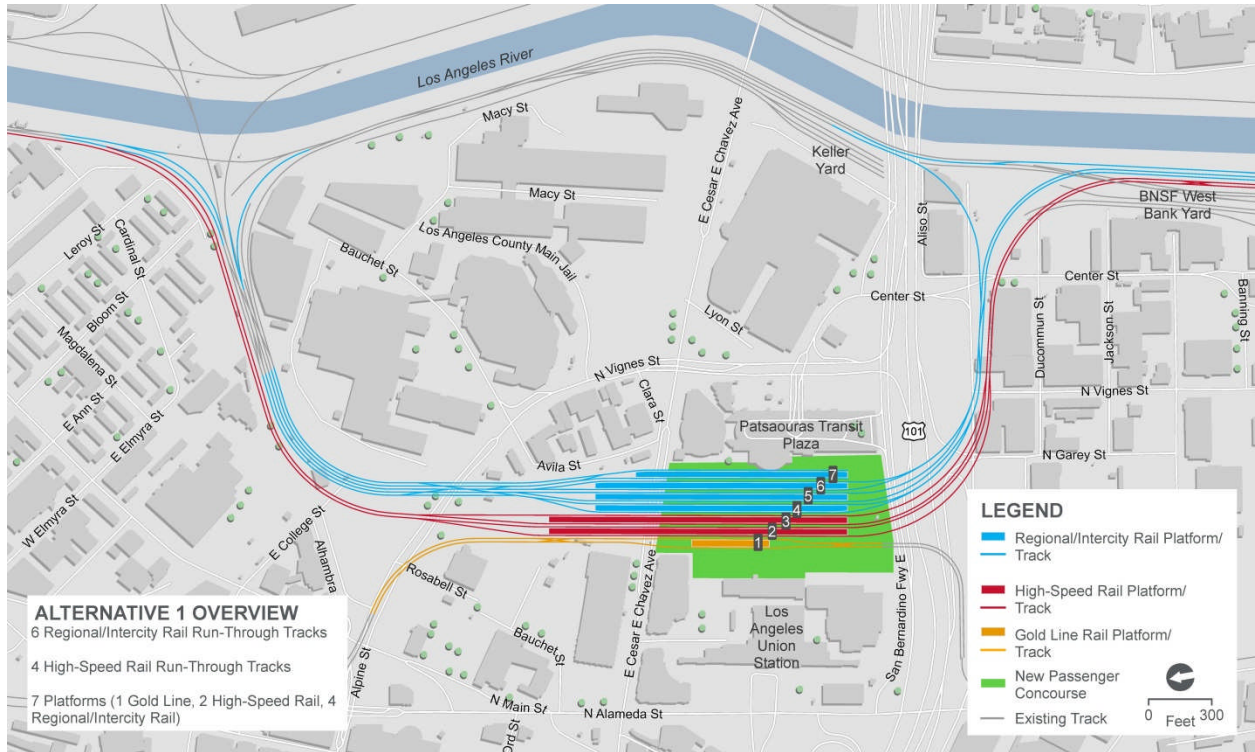 Los Angeles River
Macy St
Macy St
E Cesar E Chavez Ave
Keller
Yard
Aliso St
BNSF West
Bank Yard
Leroy St
Cardinal St
Bloom St
Magdalena St
E Ann St
E Elmyra St
W Elmyra St
Bauchet St
Los Angeles County Main Jail
Lyon St
Center St
Center St
Ducommun St
Jackson St
Banning St
N Vignes St
N Vignes St
Clara St
Avila St
Patsaouras Transit
Plaza
101
N Garey St
7
6
5
4
3
2
1
E College St
Alhambra
Rosabell St
Bauchet St
Alpine St
E Cesar E Chavez Ave
Los
Angeles
Union
Station
San Bernardino Fwy E
N Main St
Ord St
N Alameda St
ALTERNATIVE 1 OVERVIEW
6 Regional/Intercity Rail Run-Through Tracks
4 High-Speed Rail Run-Through Tracks
7 Platforms (1 Gold Line, 2 High-Speed Rail, 4
Regional/Intercity Rail)
LEGEND
Regional/Intercity Rail Platform/
Track
High-Speed Rail Platform/
Track
Gold Line Rail Platform/
Track
New Passenger
Concourse
Existing Track
0 300
Feet